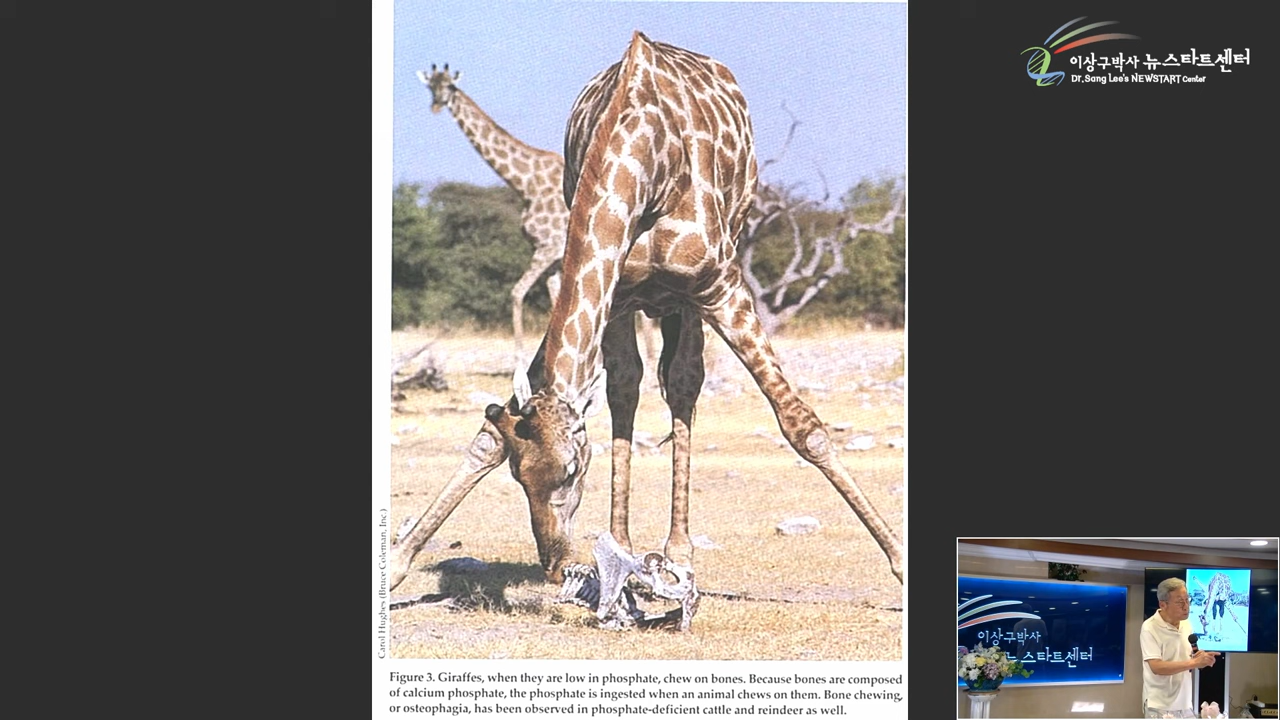 이상구박사 뉴스타트센터
Dr. Sang Lee's NEWSTART Center
Carol Hughes (Bruce Coleman, Inc.)
Figure 3. Giraffes, when they are low in phosphate, chew on bones. Because bones are composed
of calcium phosphate, the phosphate is ingested when an animal chews on them. Bone chewing,
or osteophagia, has been observed in phosphate-deficient cattle and reindeer as well.
이상구박사
뉴스타트센터